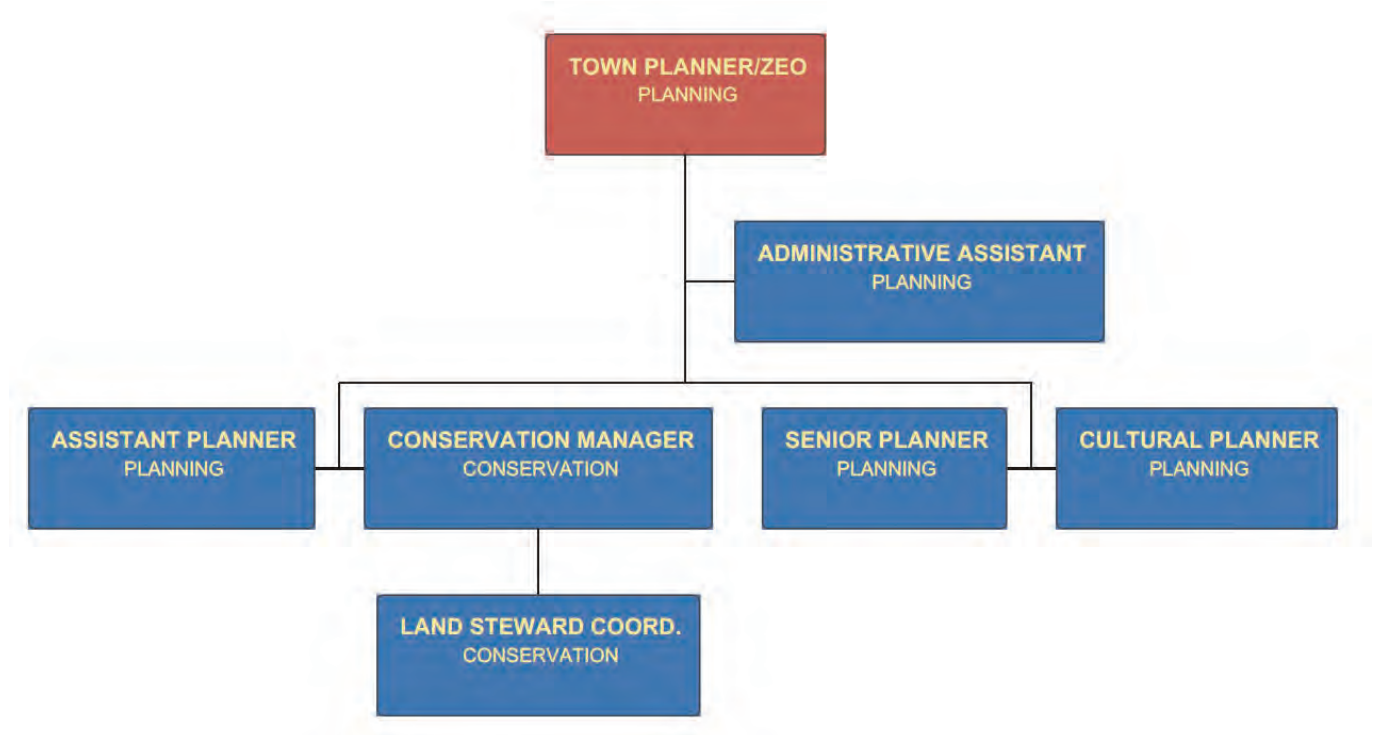 TOWN PLANNER/ZEO
PLANNING
ADMINISTRATIVE ASSISTANT
PLANNING
ASSISTANT PLANNER
PLANNING
CONSERVATION MANAGER
CONSERVATION
SENIOR PLANNER
PLANNING
CULTURAL PLANNER
PLANNING
LAND STEWARD COORD.
CONSERVATION